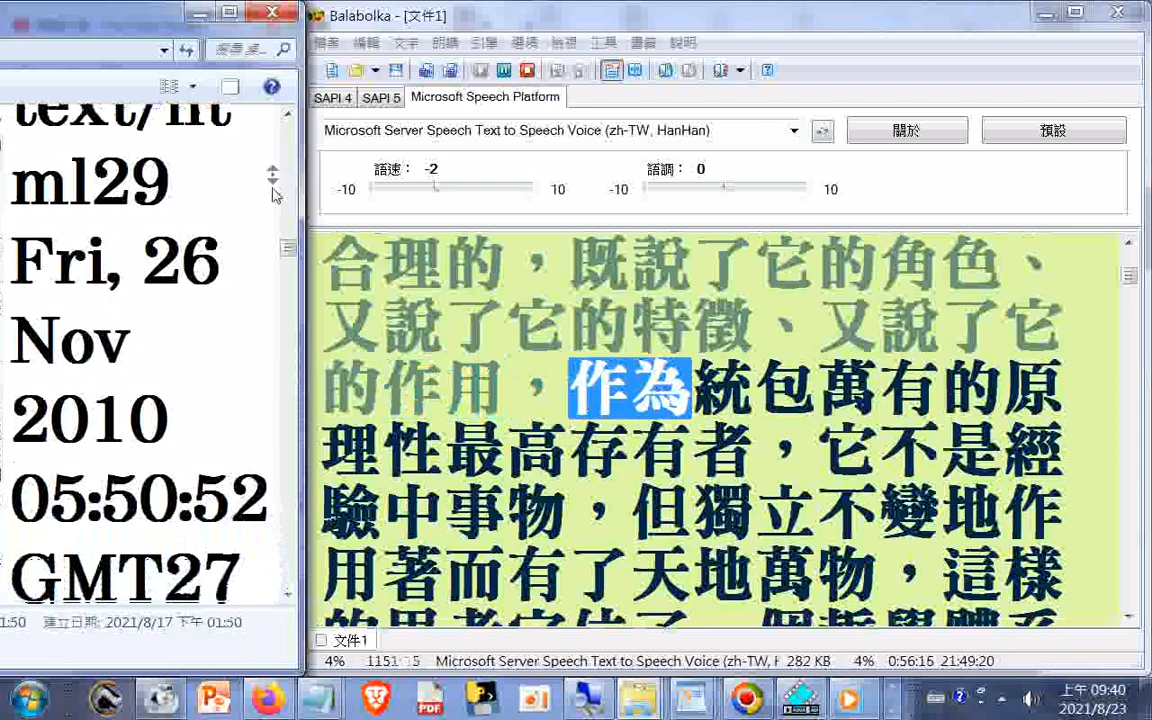 text/ht
ml29
Fri, 26
Nov
2010
05:50:52
GMT27
01:50 建立日期: 2021/8/17 下午 01:50
Balabolka - [文件1]
檔案 編輯 文字 朗讀 引擎 選項 檢視 工具 書籤 說明
SAPI 4 SAPI 5 Microsoft Speech Platform
Microsoft Server Speech Text to Speech Voice (zh-TW, HanHan) 關於 預設
語速： -2 語調： 0
-10 10 -10 10
合理的，既說了它的角色、
又說了它的特徵、又說了它
的作用，作為統包萬有的原
理性最高存有者，它不是經
驗中事物，但獨立不變地作
用著而有了天地萬物，這樣
文件1
4% Microsoft Server Speech Text to Speech Voice (zh-TW, H 282 KB 4% 0:56:15 21:49:20
上午 09:40
2021/8/23